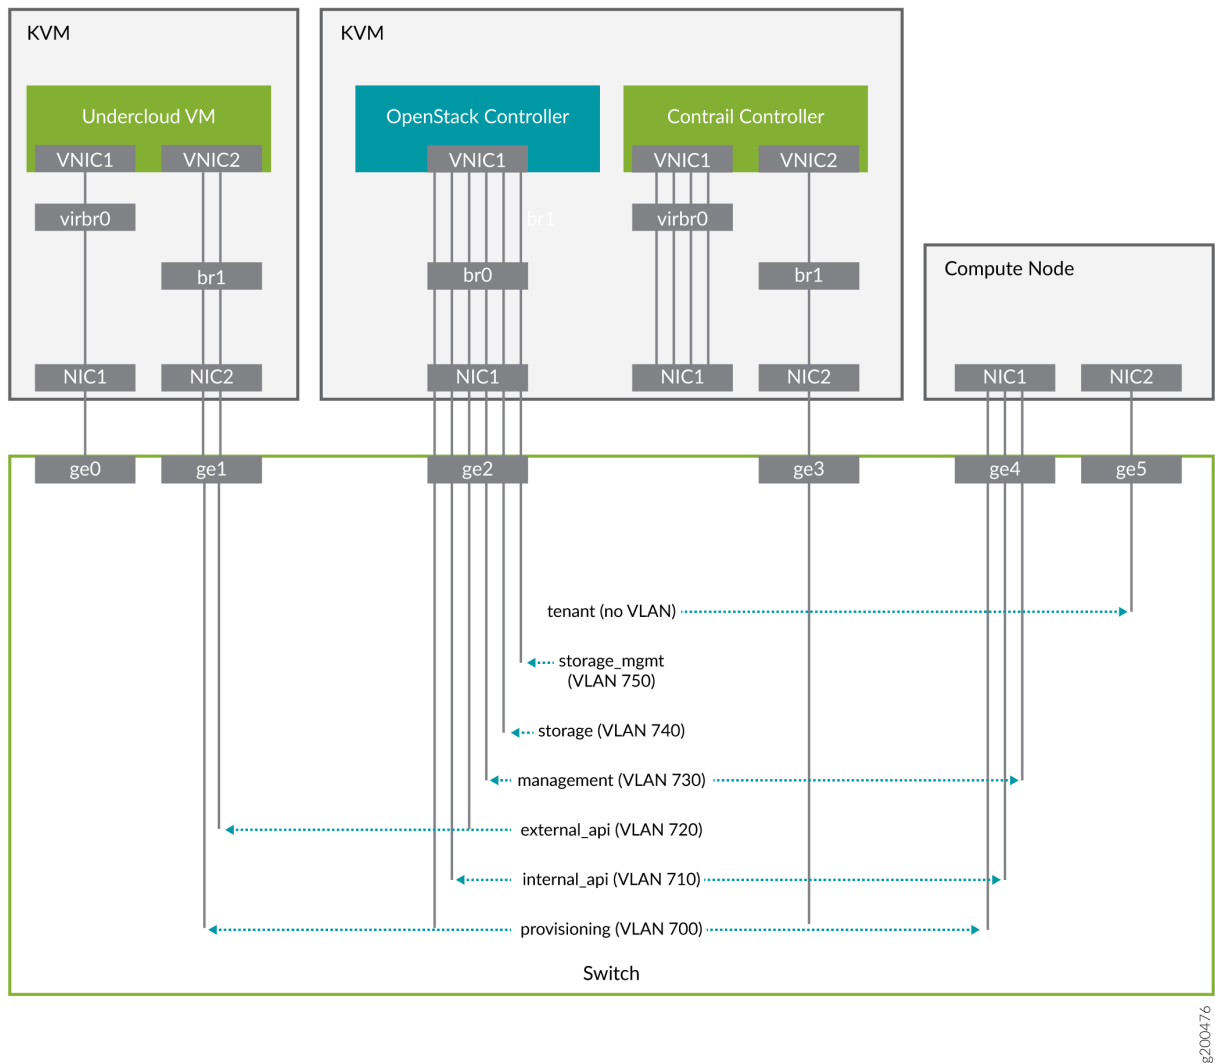 KVM
KVM
Undercloud VM
OpenStack Controller
Contrail Controller
VNIC1
VNIC2
VNIC1
VNIC1
VNIC2
virbr0
br1
virbr0
br1
br0
br1
Compute Node
NIC1
NIC2
NIC1
NIC1
NIC2
NIC1
NIC2
ge0
ge1
ge2
ge3
ge4
ge5
tenant (no VLAN)
storage_mgmt
(VLAN 750)
storage (VLAN 740)
management (VLAN 730)
external_api (VLAN 720)
internal_api (VLAN 710)
provisioning (VLAN 700)
Switch
g200476